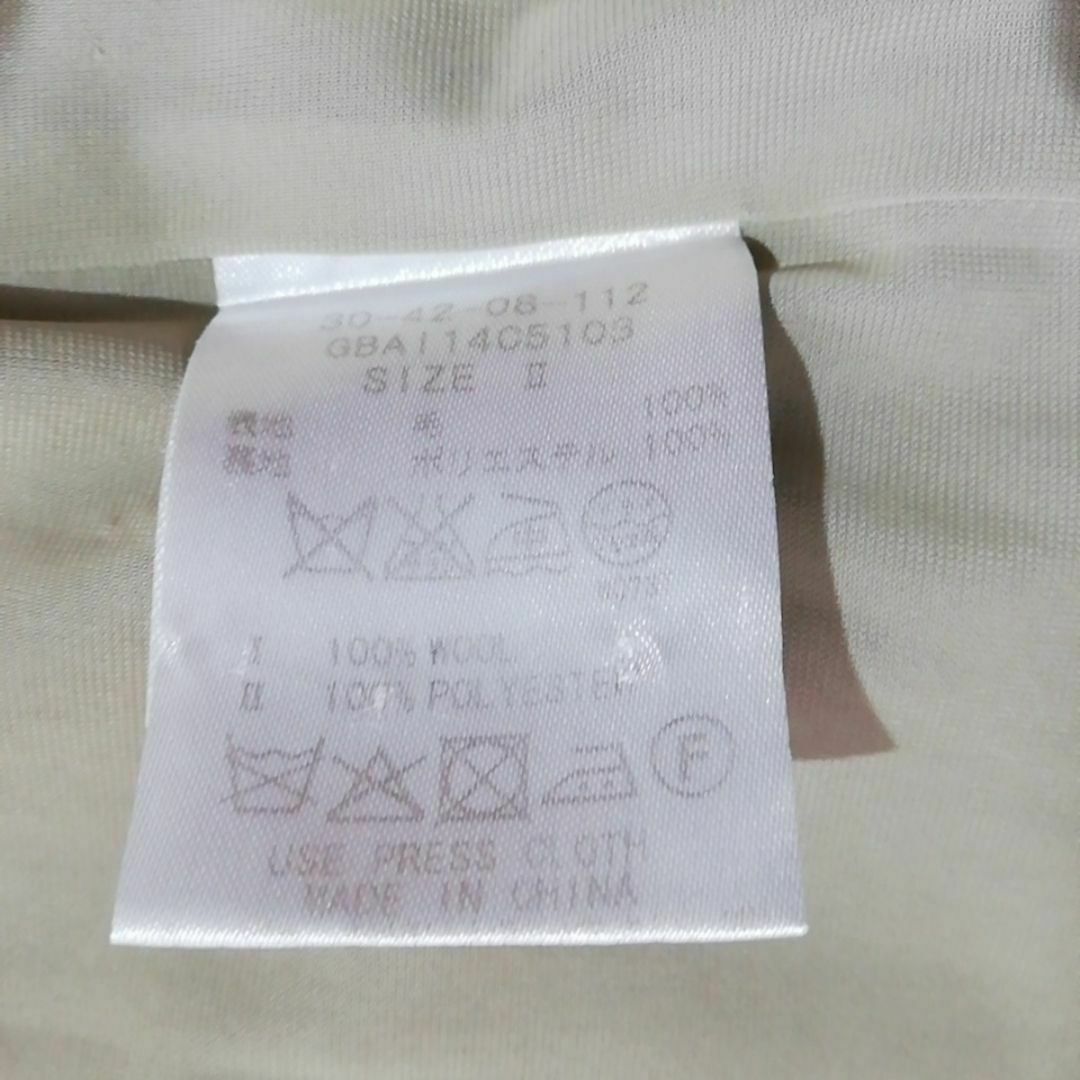 30-42-08-112
GBA114C5103
SIZE Ⅱ
表地 毛 100%
裏地 ポリエステル 100%
Ⅰ 100% WOOL
Ⅱ 100% POLYESTER
F
USE PRESS CLOTH
MADE IN CHINA